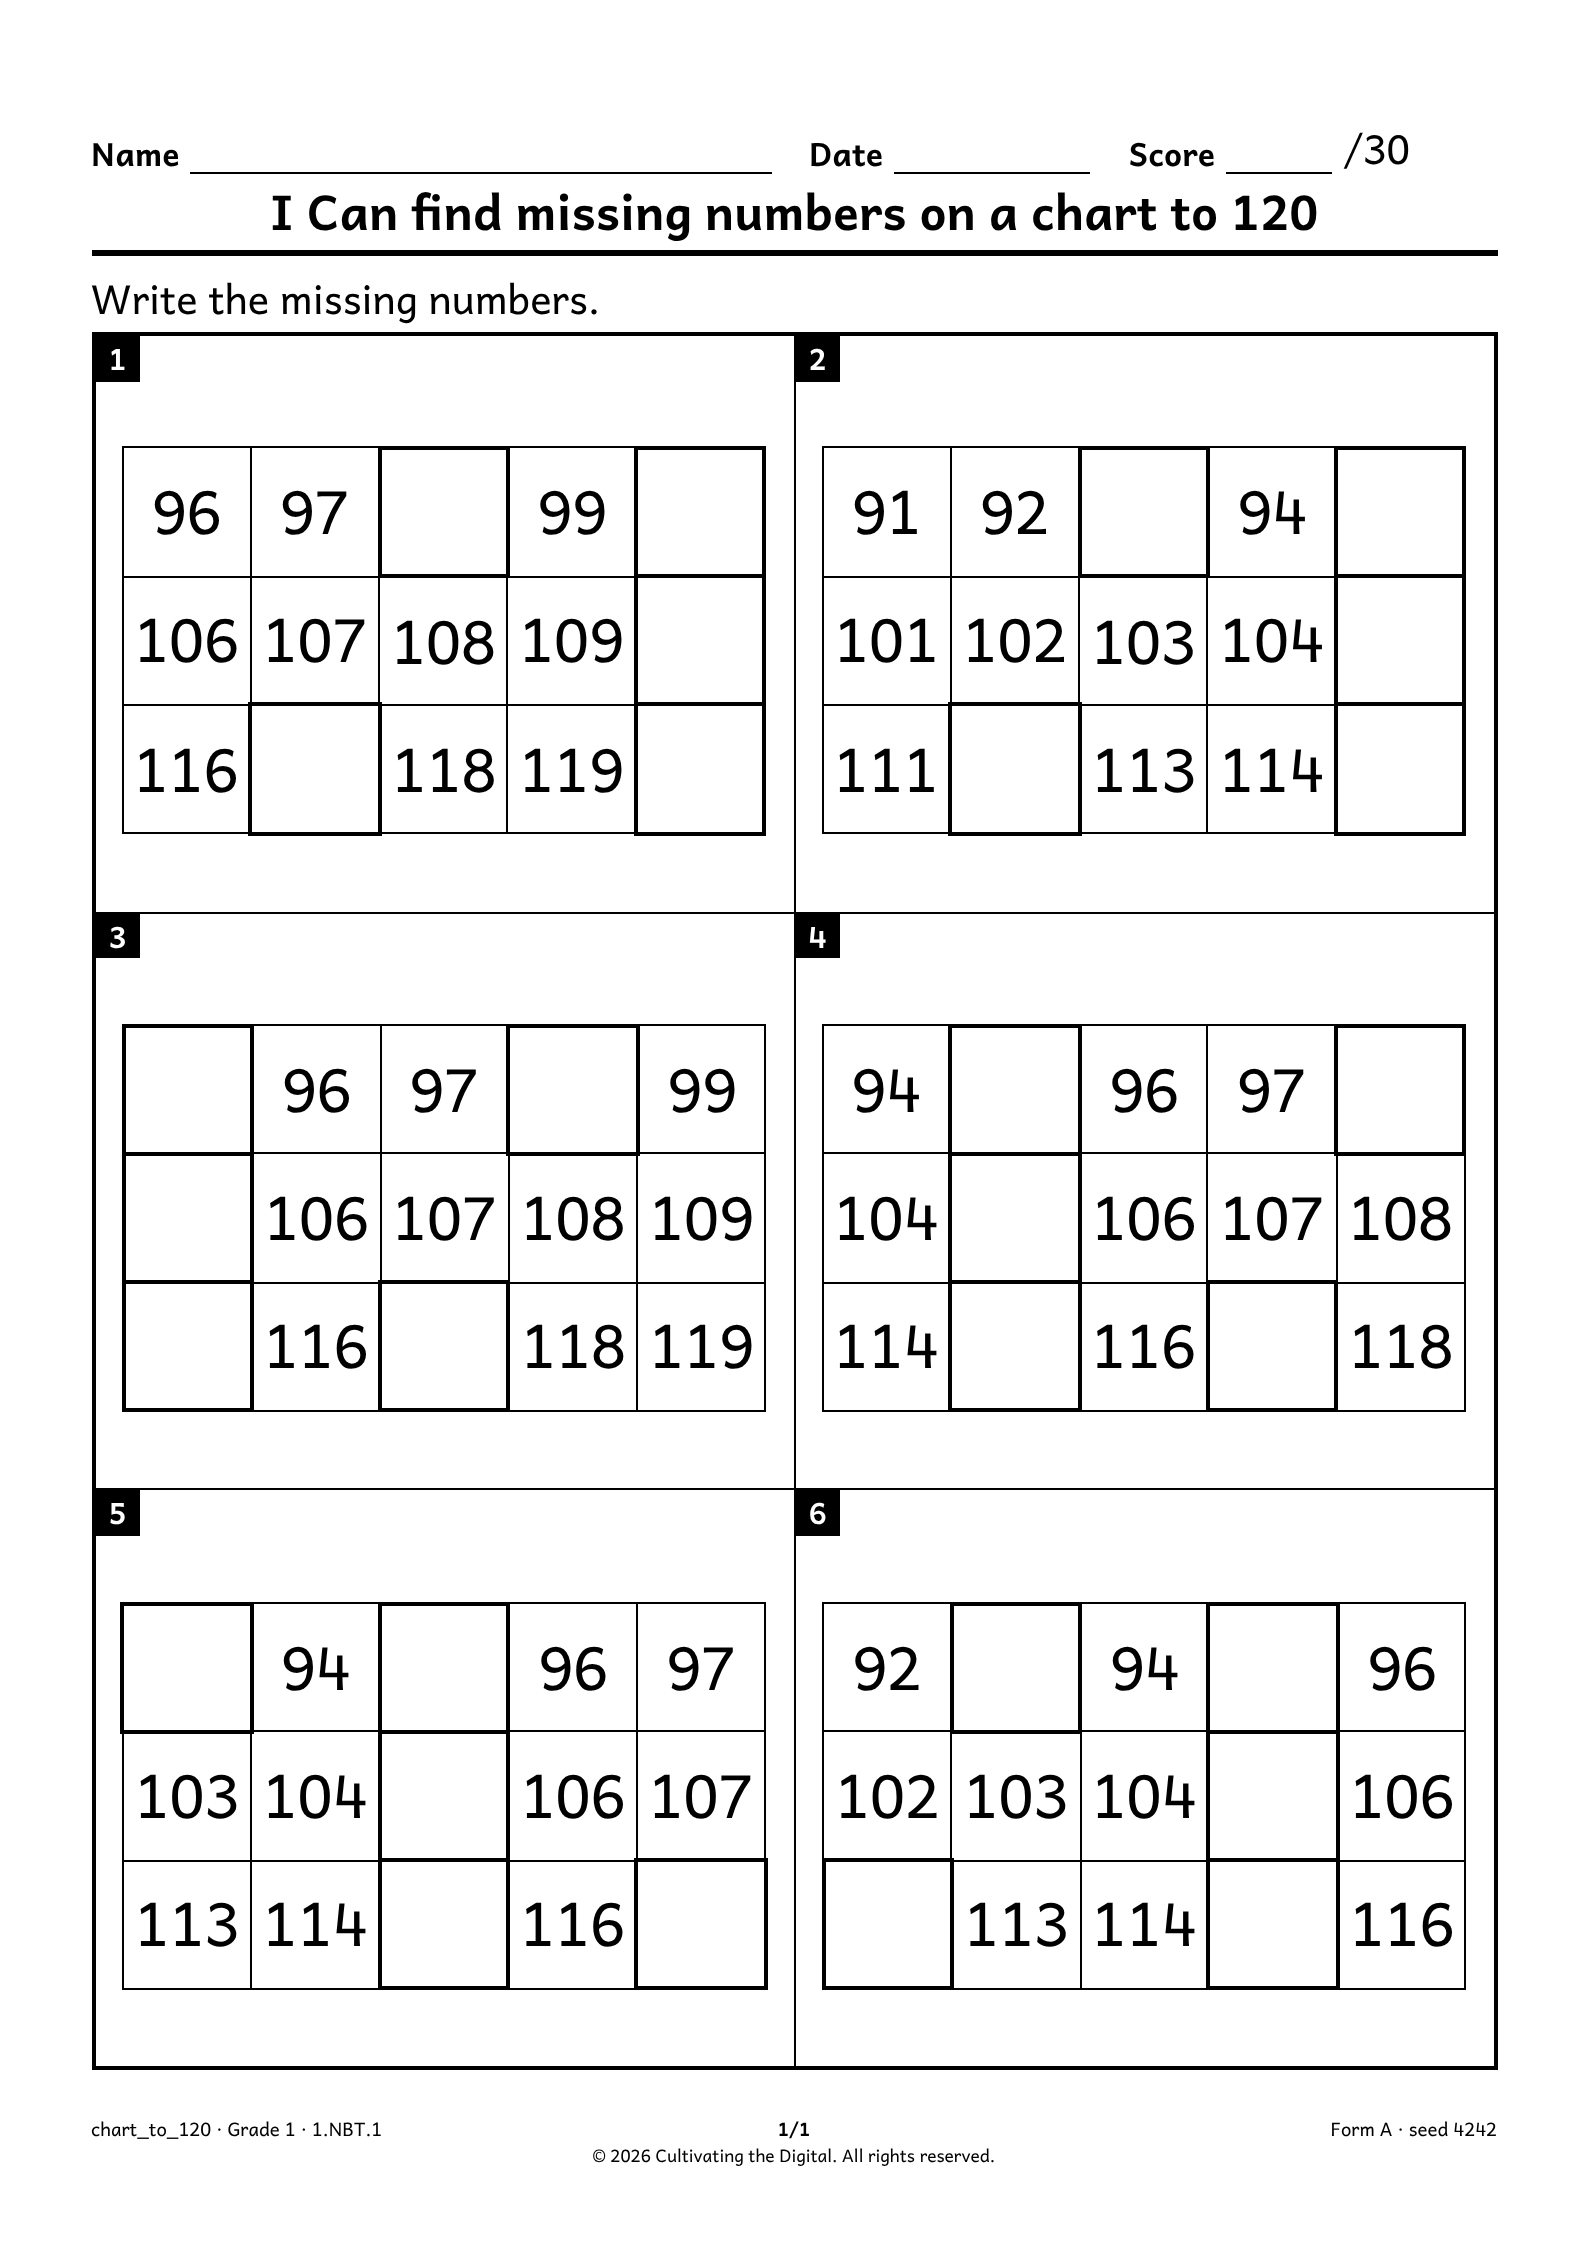 Name Date Score /30
I Can find missing numbers on a chart to 120
Write the missing numbers.
1
96 97 99
106 107 108 109
116 118 119
2
91 92 94
101 102 103 104
111 113 114
3
96 97 99
106 107 108 109
116 118 119
4
94 96 97
104 106 107 108
114 116 118
5
94 96 97
103 104 106 107
113 114 116
6
92 94 96
102 103 104 106
113 114 116
chart_to_120 · Grade 1 · 1.NBT.1 1/1 Form A · seed 4242
© 2026 Cultivating the Digital. All rights reserved.